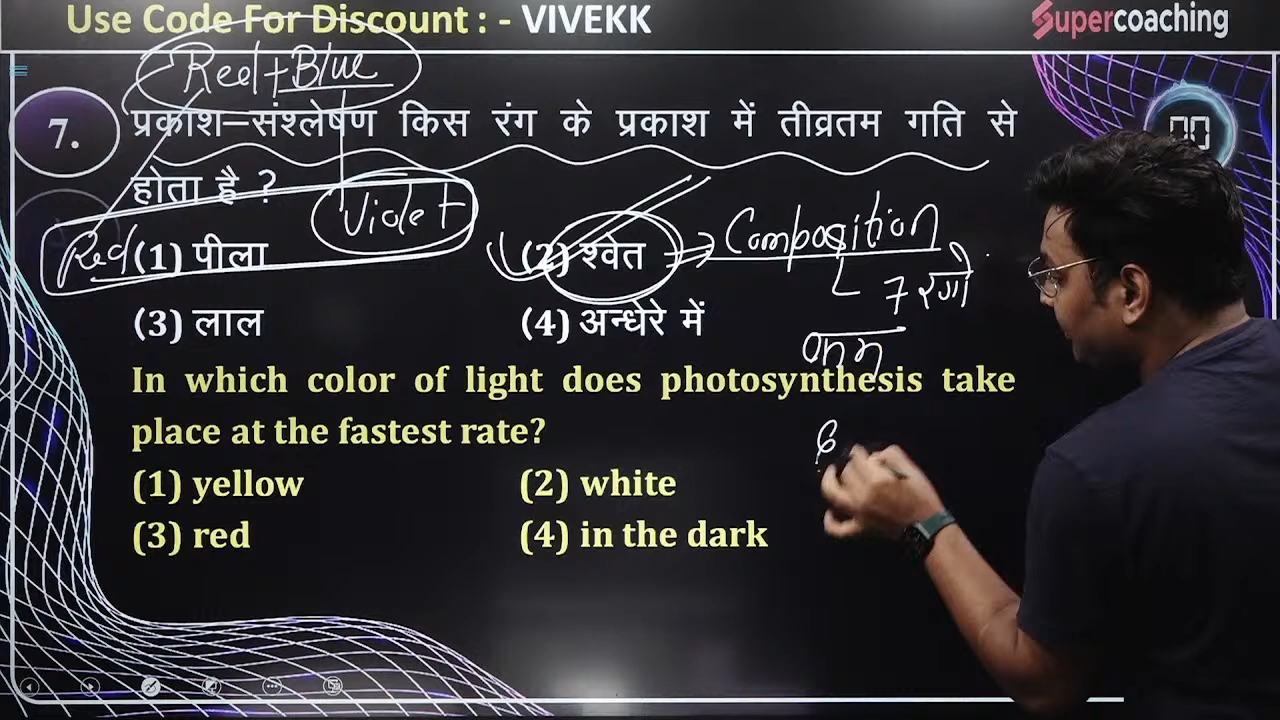 Use Code For Discount : - VIVEKK
Supercoaching
Red + Blue
7. प्रकाश–संश्लेषण किस रंग के प्रकाश में तीव्रतम गति से
00
होता है ?
Violet
Red (1) पीला
(2) श्वेत
Composition
7 रंगो
(3) लाल
(4) अन्धेरे में
In which color of light does photosynthesis take
place at the fastest rate?
(1) yellow
(2) white
(3) red
(4) in the dark